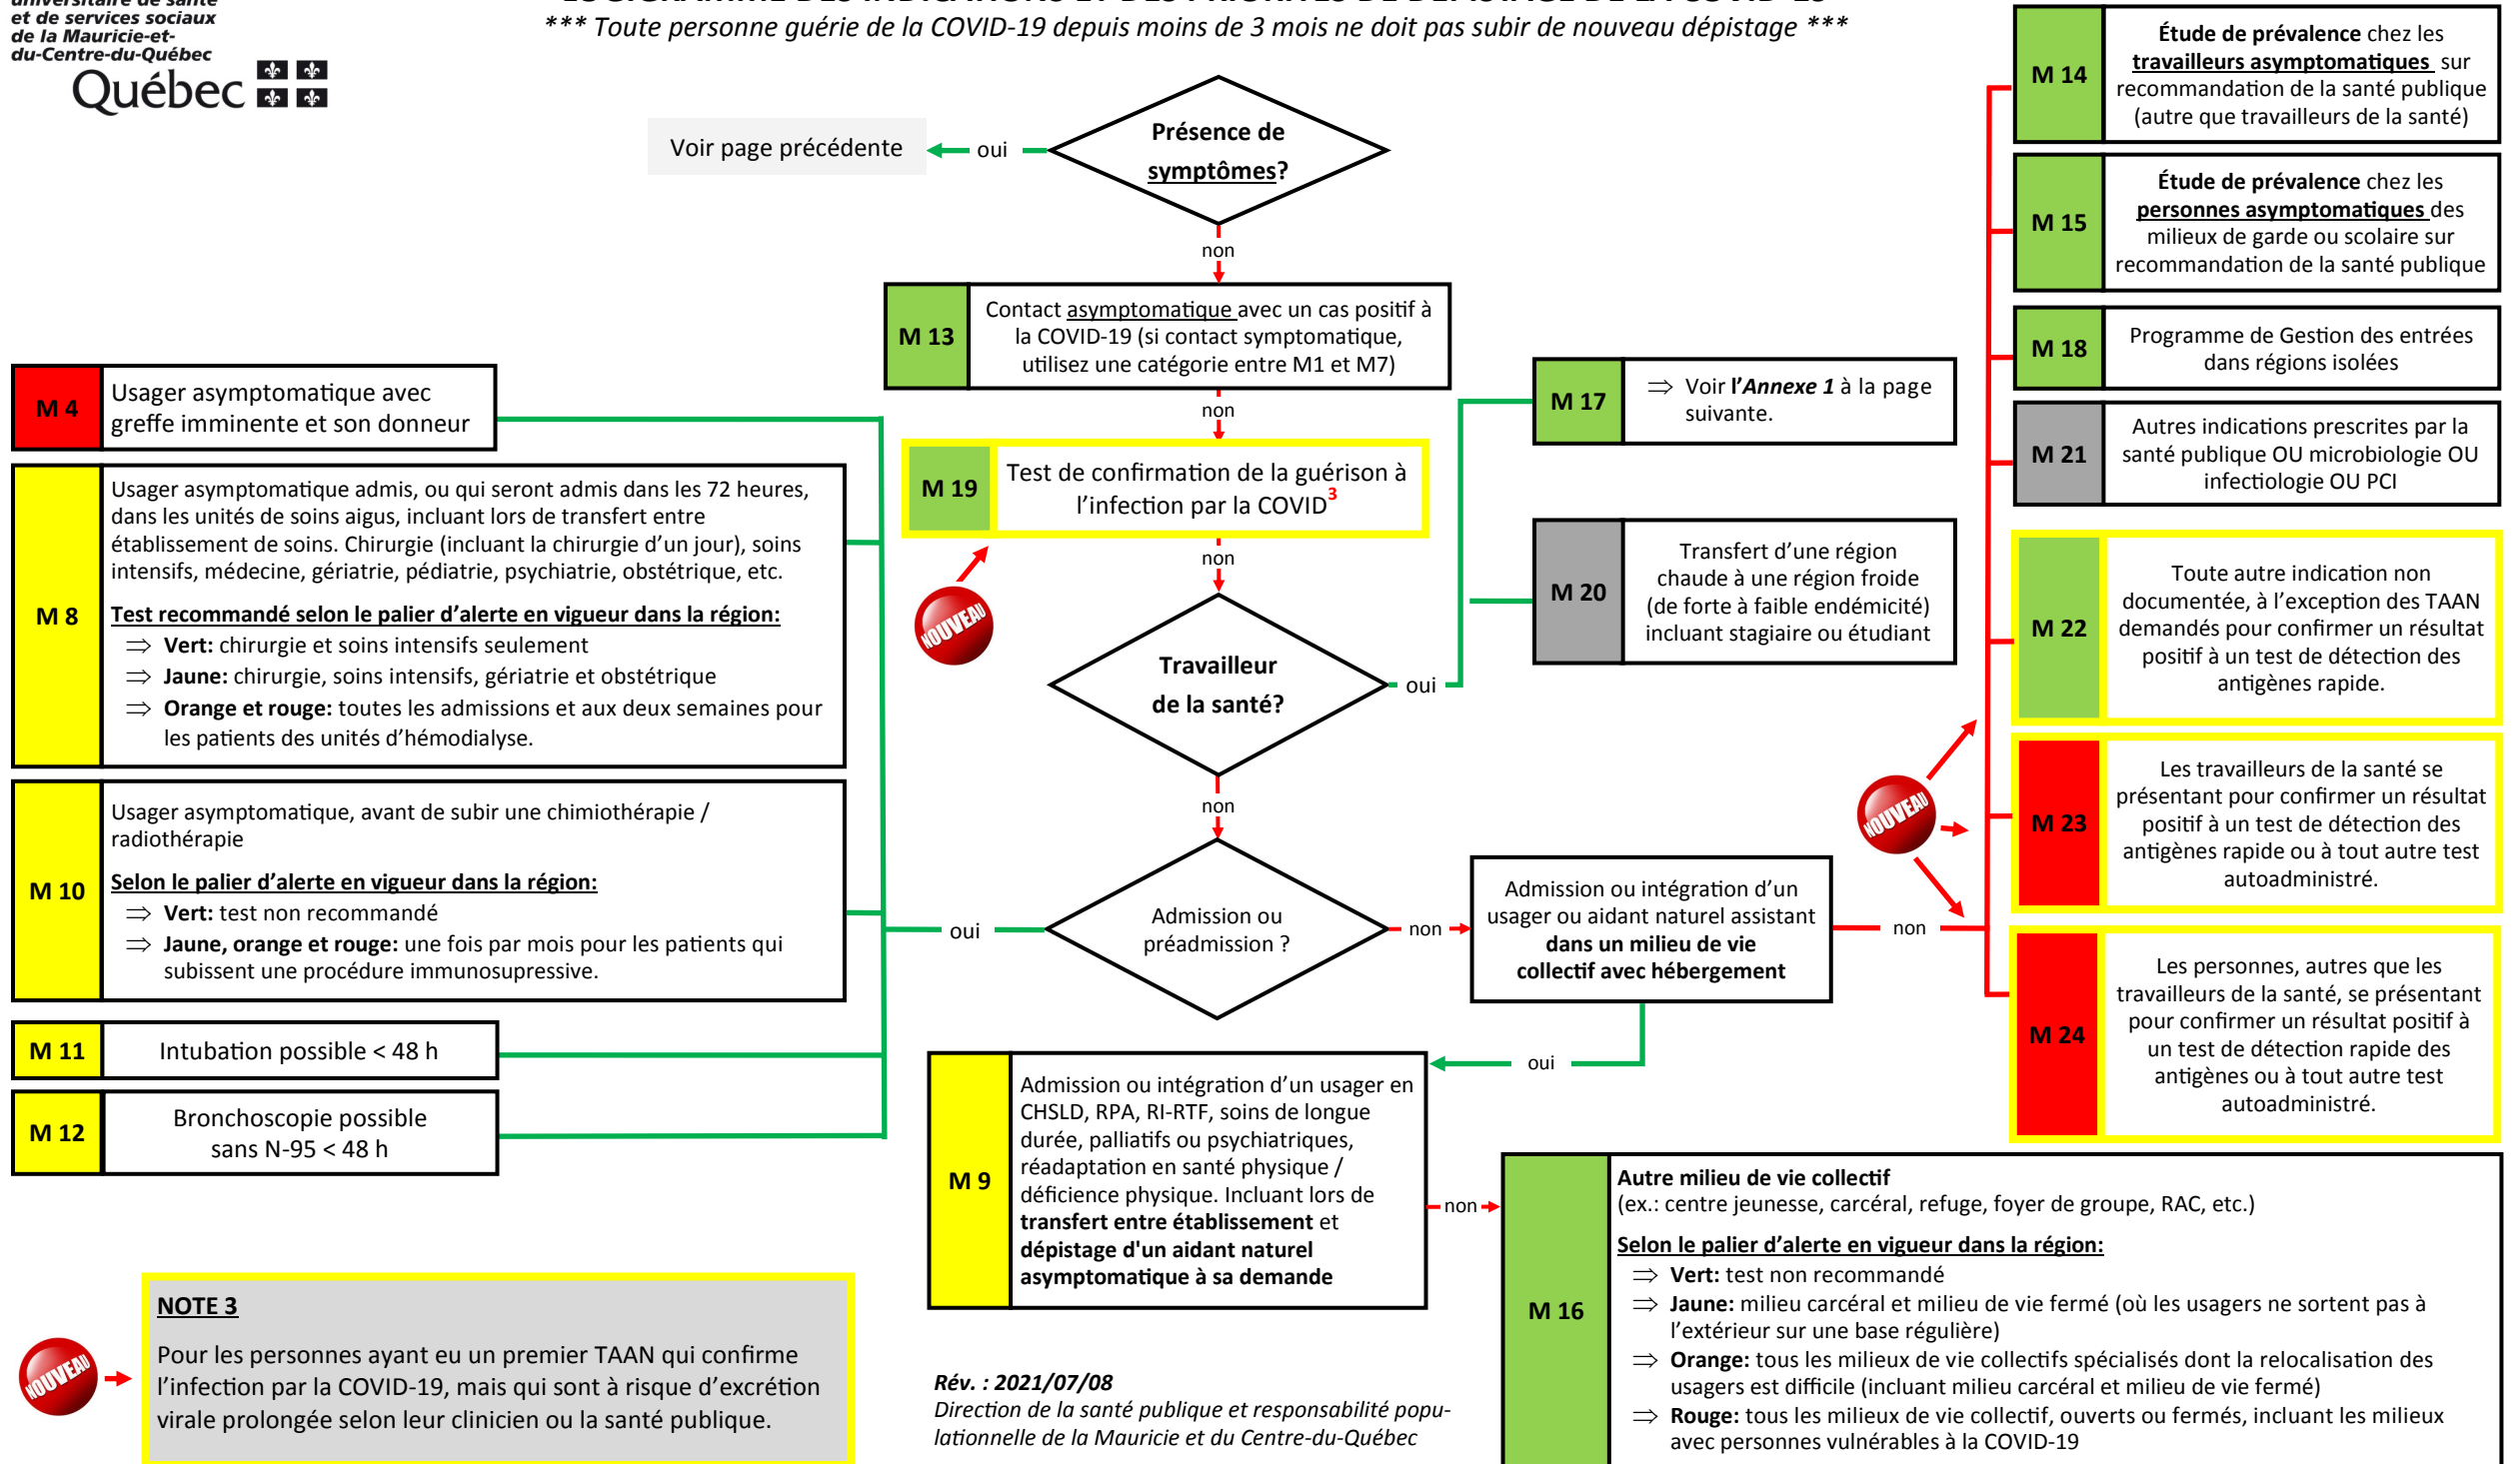 universitaire de santé
et de services sociaux
de la Mauricie-et-
du-Centre-du-Québec
Québec
LOGIGRAMME DES INDICATIONS ET DES PRIORITÉS DE DÉPISTAGE DE LA COVID-19
*** Toute personne guérie de la COVID-19 depuis moins de 3 mois ne doit pas subir de nouveau dépistage ***
Présence de
symptômes?
oui
Voir page précédente
non
M 13
Contact asymptomatique avec un cas positif à
la COVID-19 (si contact symptomatique,
utilisez une catégorie entre M1 et M7)
non
M 19
Test de confirmation de la guérison à
l’infection par la COVID3
NOUVEAU
non
Travailleur
de la santé?
oui
M 17
⇒ Voir l’Annexe 1 à la page
suivante.
M 20
Transfert d’une région
chaude à une région froide
(de forte à faible endémicité)
incluant stagiaire ou étudiant
non
Admission ou
préadmission ?
oui
M 4
Usager asymptomatique avec
greffe imminente et son donneur
M 8
Usager asymptomatique admis, ou qui seront admis dans les 72 heures,
dans les unités de soins aigus, incluant lors de transfert entre
établissement de soins. Chirurgie (incluant la chirurgie d’un jour), soins
intensifs, médecine, gériatrie, pédiatrie, psychiatrie, obstétrique, etc.
Test recommandé selon le palier d’alerte en vigueur dans la région:
⇒ Vert: chirurgie et soins intensifs seulement
⇒ Jaune: chirurgie, soins intensifs, gériatrie et obstétrique
⇒ Orange et rouge: toutes les admissions et aux deux semaines pour
les patients des unités d’hémodialyse.
M 10
Usager asymptomatique, avant de subir une chimiothérapie /
radiothérapie
Selon le palier d’alerte en vigueur dans la région:
⇒ Vert: test non recommandé
⇒ Jaune, orange et rouge: une fois par mois pour les patients qui
subissent une procédure immunosupressive.
M 11
Intubation possible < 48 h
M 12
Bronchoscopie possible
sans N-95 < 48 h
non
Admission ou intégration d’un
usager ou aidant naturel assistant
dans un milieu de vie
collectif avec hébergement
oui
M 9
Admission ou intégration d’un usager en
CHSLD, RPA, RI-RTF, soins de longue
durée, palliatifs ou psychiatriques,
réadaptation en santé physique /
déficience physique. Incluant lors de
transfert entre établissement et
dépistage d'un aidant naturel
asymptomatique à sa demande
non
M 16
Autre milieu de vie collectif
(ex.: centre jeunesse, carcéral, refuge, foyer de groupe, RAC, etc.)
Selon le palier d’alerte en vigueur dans la région:
⇒ Vert: test non recommandé
⇒ Jaune: milieu carcéral et milieu de vie fermé (où les usagers ne sortent pas à
l’extérieur sur une base régulière)
⇒ Orange: tous les milieux de vie collectifs spécialisés dont la relocalisation des
usagers est difficile (incluant milieu carcéral et milieu de vie fermé)
⇒ Rouge: tous les milieux de vie collectif, ouverts ou fermés, incluant les milieux
avec personnes vulnérables à la COVID-19
non
M 14
Étude de prévalence chez les
travailleurs asymptomatiques sur
recommandation de la santé publique
(autre que travailleurs de la santé)
M 15
Étude de prévalence chez les
personnes asymptomatiques des
milieux de garde ou scolaire sur
recommandation de la santé publique
M 18
Programme de Gestion des entrées
dans régions isolées
M 21
Autres indications prescrites par la
santé publique OU microbiologie OU
infectiologie OU PCI
M 22
Toute autre indication non
documentée, à l’exception des TAAN
demandés pour confirmer un résultat
positif à un test de détection des
antigènes rapide.
NOUVEAU
M 23
Les travailleurs de la santé se
présentant pour confirmer un résultat
positif à un test de détection des
antigènes rapide ou à tout autre test
autoadministré.
M 24
Les personnes, autres que les
travailleurs de la santé, se présentant
pour confirmer un résultat positif à
un test de détection rapide des
antigènes ou à tout autre test
autoadministré.
NOUVEAU
NOTE 3
Pour les personnes ayant eu un premier TAAN qui confirme
l’infection par la COVID-19, mais qui sont à risque d’excrétion
virale prolongée selon leur clinicien ou la santé publique.
Rév. : 2021/07/08
Direction de la santé publique et responsabilité popu-
lationnelle de la Mauricie et du Centre-du-Québec